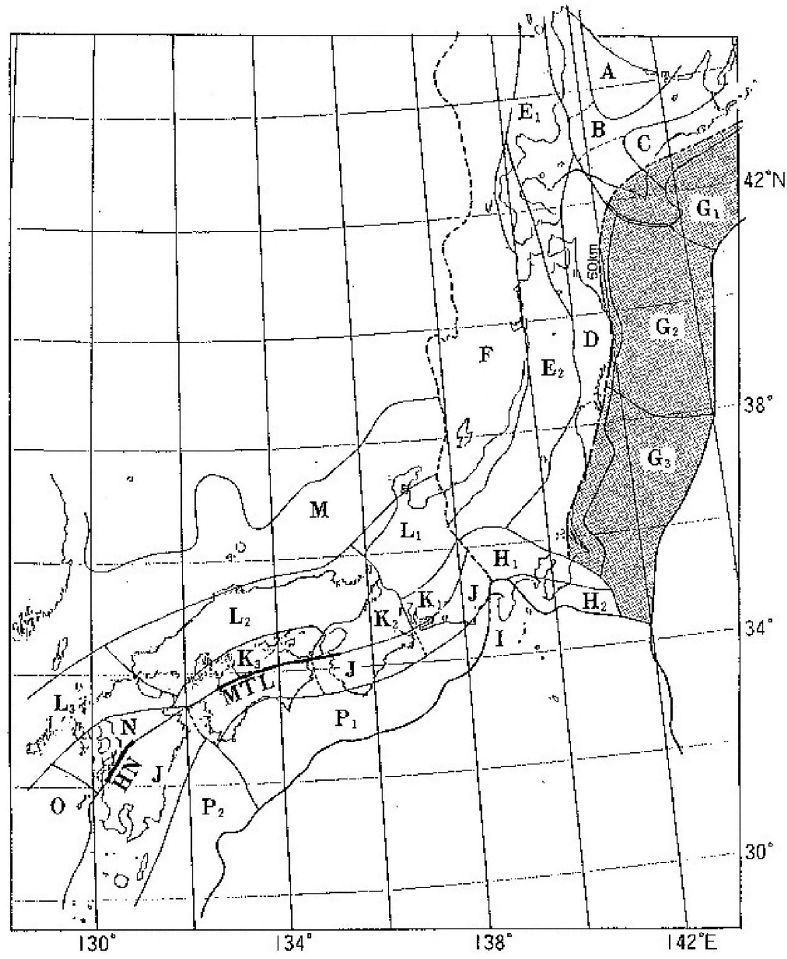 A
E₁
B
C
42°N
G₁
60km
G₂
D
F
E₂
38°
G₃
M
L₁
H₁
L₂
K₁
J
K₂
H₂
34°
I
K₃
J
MTL
L₃
P₁
N
HN
J
O
P₂
30°
130°
134°
138°
142°E